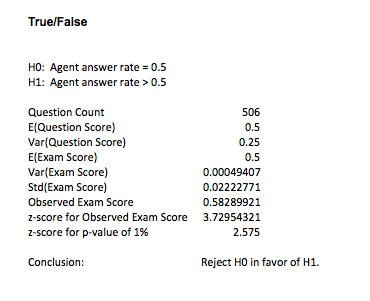 True/False
H0: Agent answer rate = 0.5
H1: Agent answer rate > 0.5
Question Count 506
E(Question Score) 0.5
Var(Question Score) 0.25
E(Exam Score) 0.5
Var(Exam Score) 0.00049407
Std(Exam Score) 0.02222771
Observed Exam Score 0.58289921
z-score for Observed Exam Score 3.72954321
z-score for p-value of 1% 2.575
Conclusion: Reject H0 in favor of H1.